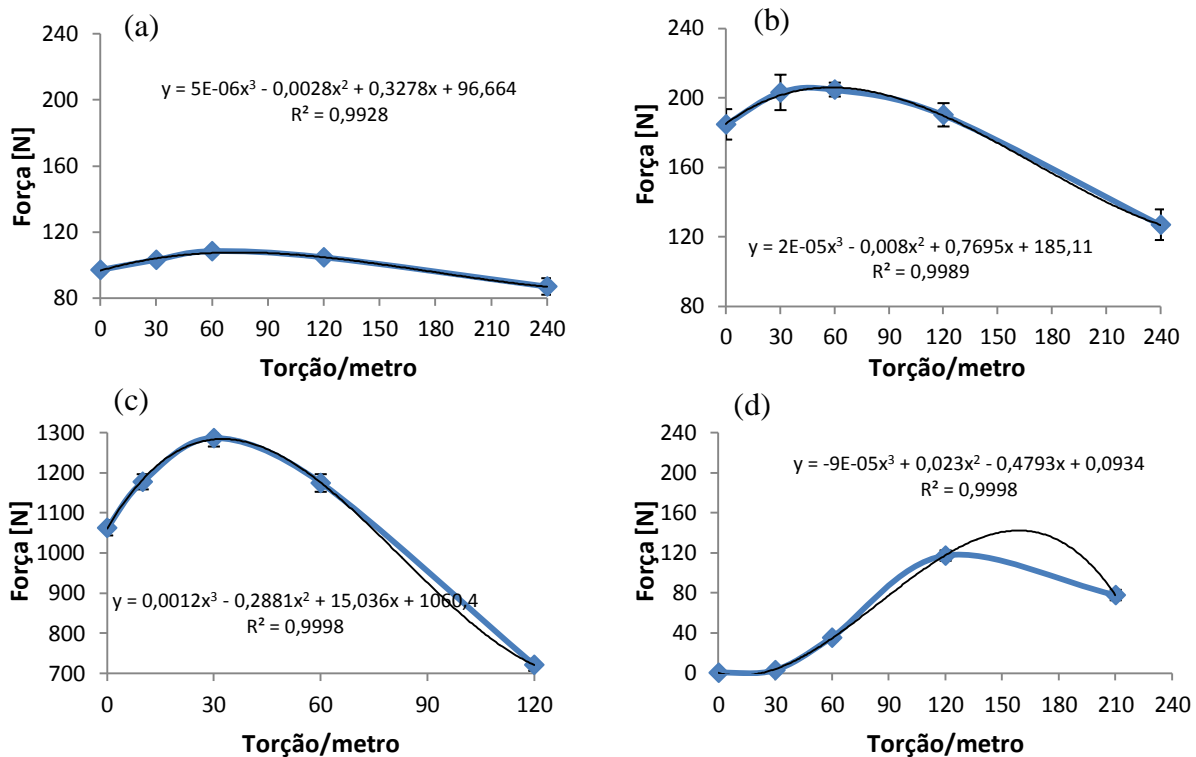 (a)
Força [N]
240
200
160
120
80
y = 5E-06x³ - 0,0028x² + 0,3278x + 96,664
R² = 0,9928
0 30 60 90 120 150 180 210 240
Torção/metro
(b)
Força [N]
240
200
160
120
80
y = 2E-05x³ - 0,008x² + 0,7695x + 185,11
R² = 0,9989
0 30 60 90 120 150 180 210 240
Torção/metro
(c)
Força [N]
1300
1200
1100
1000
900
800
700
y = 0,0012x³ - 0,2881x² + 15,036x + 1060,4
R² = 0,9998
0 30 60 90 120
Torção/metro
(d)
Força [N]
240
200
160
120
80
40
0
y = -9E-05x³ + 0,023x² - 0,4793x + 0,0934
R² = 0,9998
0 30 60 90 120 150 180 210 240
Torção/metro